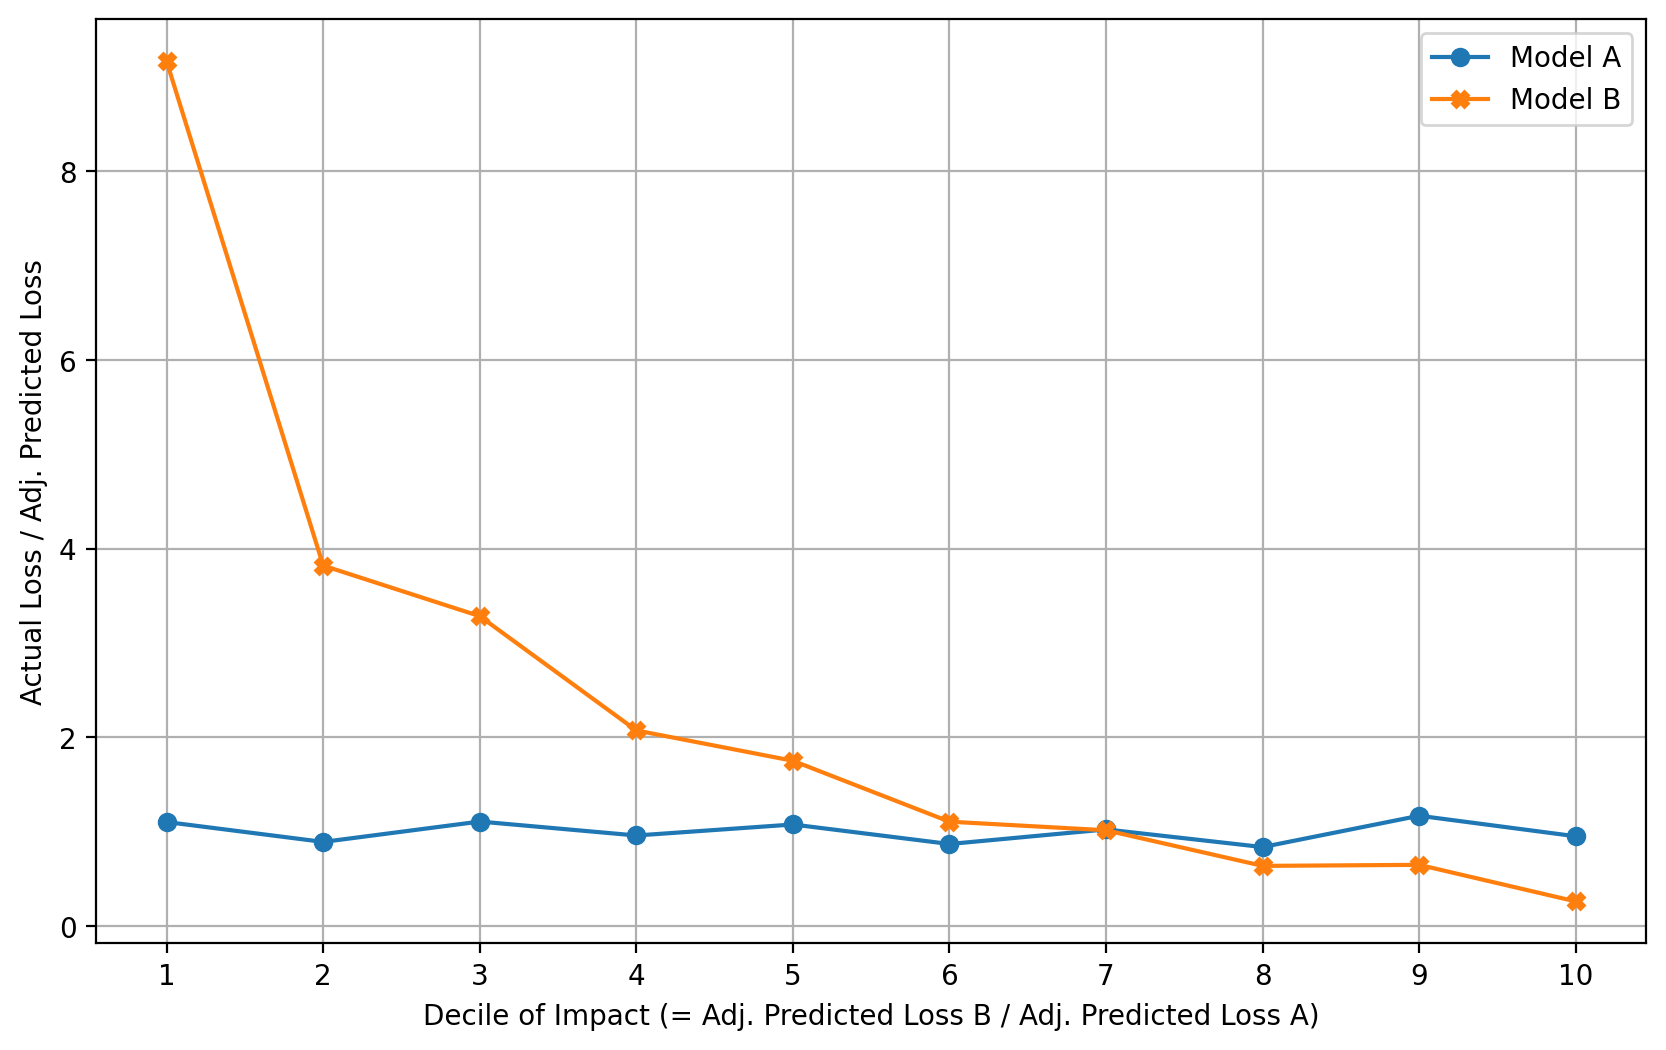 Model A
Model B
Actual Loss / Adj. Predicted Loss
8
6
4
2
0
1 2 3 4 5 6 7 8 9 10
Decile of Impact (= Adj. Predicted Loss B / Adj. Predicted Loss A)